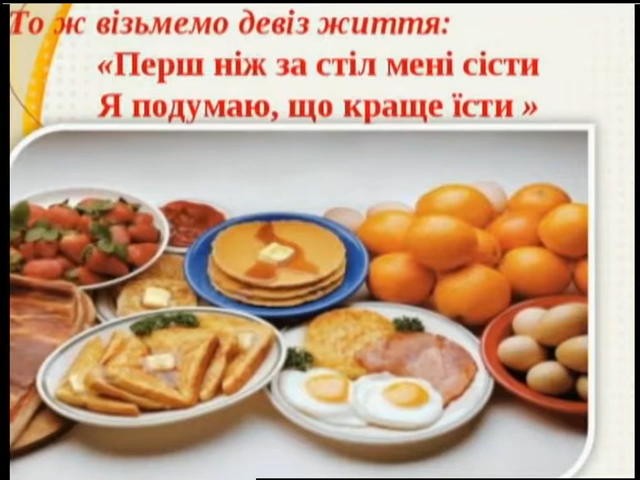 То ж візьмемо девіз життя:
«Перш ніж за стіл мені сісти
Я подумаю, що краще їсти »